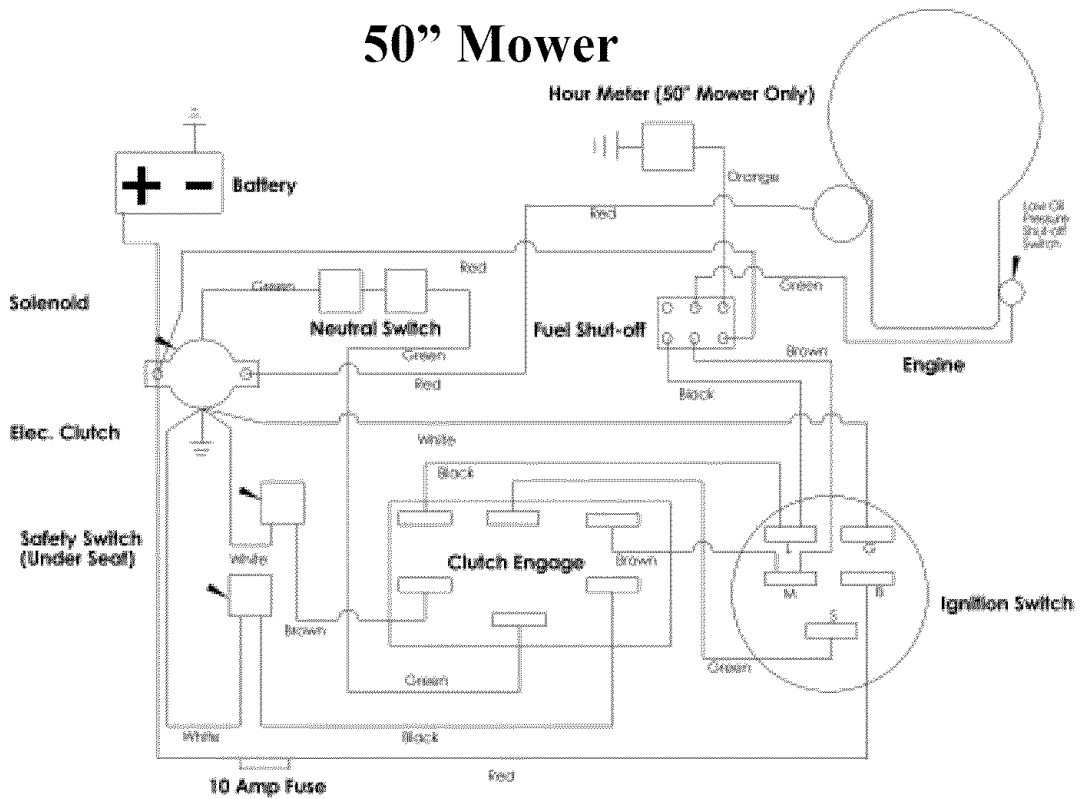 50” Mower
Hour Meter (50" Mower Only)
+ -
Battery
Orange
Red
Low Oil
Pressure
Shut-off
Switch
Red
Green
Green
Solenoid
Neutral Switch
Fuel Shut-off
Green
Brown
Engine
Red
Black
Elec. Clutch
White
Black
Safety Switch
(Under Seat)
White
Clutch Engage
Brown
L
G
M
B
S
Ignition Switch
Brown
Green
Green
White
Black
Red
10 Amp Fuse